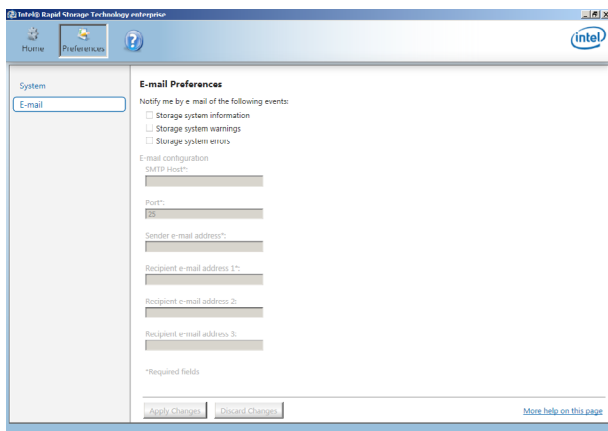 Intel® Rapid Storage Technology enterprise
Home
Preferences
?
intel
System
E-mail
E-mail Preferences
Notify me by e-mail of the following events:
Storage system information
Storage system warnings
Storage system errors
E-mail configuration
SMTP Host*:
Port*:
25
Sender e-mail address*:
Recipient e-mail address 1*:
Recipient e-mail address 2:
Recipient e-mail address 3:
*Required fields
Apply Changes
Discard Changes
More help on this page